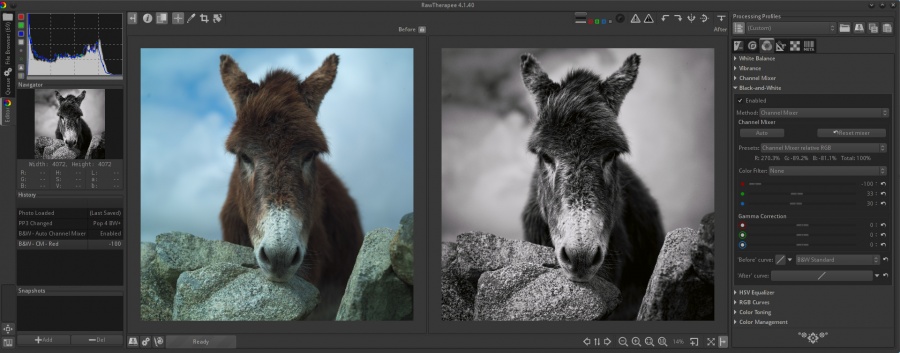 RawTherapee 4.1.40
File Browser (69)
Queue
Editor
Navigator
Width: 4072, Height: 4072
R: -- H: -- L: --
G: -- S: -- a: --
B: -- V: -- b: --
History
Photo Loaded (Last Saved)
PP3 Changed Pop 4 BW+
B&W - Auto Channel Mixer Enabled
B&W - CM - Red -100
Snapshots
Add Del
Before
After
Ready
14%
Processing Profiles
(Custom)
META
White Balance
Vibrance
Channel Mixer
Black-and-White
Enabled
Method: Channel Mixer
Channel Mixer
Auto Reset mixer
Presets: Channel Mixer relative RGB
R: 270.3% G:-89.2% B:-81.1% Total: 100%
Color Filter: None
-100
33
30
Gamma Correction
0
0
0
'Before' curve: B&W Standard
'After' curve:
HSV Equalizer
RGB Curves
Color Toning
Color Management